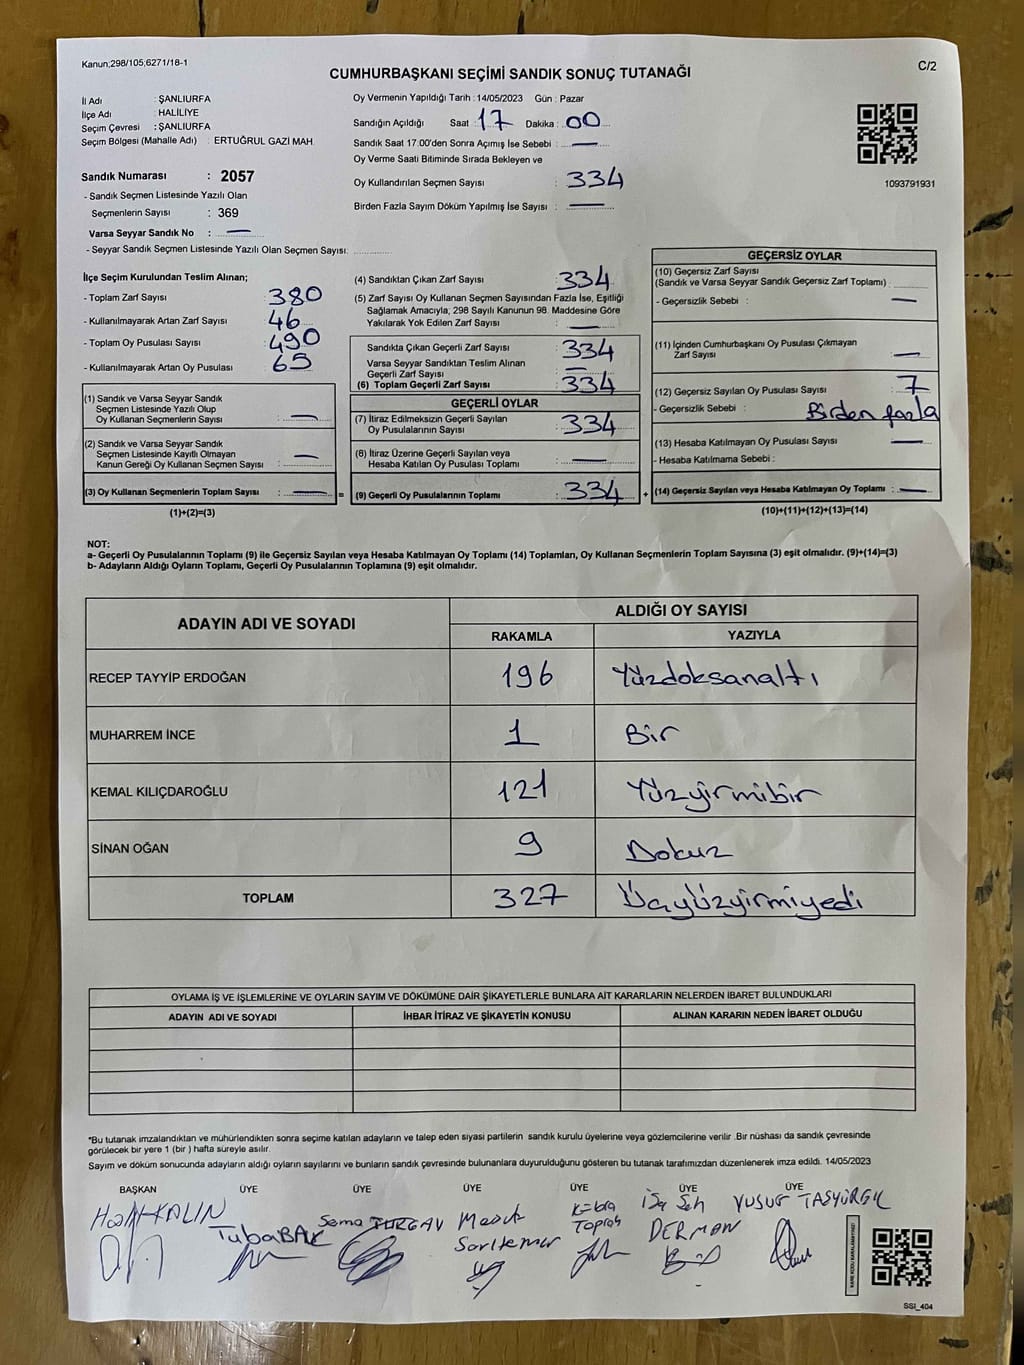 Kanun;298/105;6271/18-1
C/2
CUMHURBAŞKANI SEÇİMİ SANDIK SONUÇ TUTANAĞI
İl Adı : ŞANLIURFA
İlçe Adı : HALİLİYE
Seçim Çevresi : ŞANLIURFA
Seçim Bölgesi (Mahalle Adı) : ERTUĞRUL GAZİ MAH.
Sandık Numarası : 2057
- Sandık Seçmen Listesinde Yazılı Olan
Seçmenlerin Sayısı : 369
Varsa Seyyar Sandık No : —
- Seyyar Sandık Seçmen Listesinde Yazılı Olan Seçmen Sayısı:
Oy Vermenin Yapıldığı Tarih : 14/05/2023 Gün : Pazar
Sandığın Açıldığı Saat : 17 Dakika : 00
Sandık Saat 17.00'den Sonra Açımış İse Sebebi : —
Oy Verme Saati Bitiminde Sırada Bekleyen ve
Oy Kullandırılan Seçmen Sayısı : 334
Birden Fazla Sayım Döküm Yapılmış İse Sayısı : —
1093791931
İlçe Seçim Kurulundan Teslim Alınan;
- Toplam Zarf Sayısı : 380
- Kullanılmayarak Artan Zarf Sayısı : 46
- Toplam Oy Pusulası Sayısı : 490
- Kullanılmayarak Artan Oy Pusulası : 65
(1) Sandık ve Varsa Seyyar Sandık
Seçmen Listesinde Yazılı Olup
Oy Kullanan Seçmenlerin Sayısı : —
(2) Sandık ve Varsa Seyyar Sandık
Seçmen Listesinde Kayıtlı Olmayan
Kanun Gereği Oy Kullanan Seçmen Sayısı : —
(3) Oy Kullanan Seçmenlerin Toplam Sayısı : —
(1)+(2)=(3)
=
(4) Sandıktan Çıkan Zarf Sayısı : 334
(5) Zarf Sayısı Oy Kullanan Seçmen Sayısından Fazla İse, Eşitliği
Sağlamak Amacıyla; 298 Sayılı Kanunun 98. Maddesine Göre
Yakılarak Yok Edilen Zarf Sayısı : —
Sandıkta Çıkan Geçerli Zarf Sayısı : 334
Varsa Seyyar Sandıktan Teslim Alınan
Geçerli Zarf Sayısı : —
(6) Toplam Geçerli Zarf Sayısı : 334
GEÇERLİ OYLAR
(7) İtiraz Edilmeksizin Geçerli Sayılan
Oy Pusulalarının Sayısı : 334
(8) İtiraz Üzerine Geçerli Sayılan veya
Hesaba Katılan Oy Pusulası Toplamı : —
(9) Geçerli Oy Pusulalarının Toplamı : 334
+
GEÇERSİZ OYLAR
(10) Geçersiz Zarf Sayısı
(Sandık ve Varsa Seyyar Sandık Geçersiz Zarf Toplamı) :
- Geçersizlik Sebebi : —
(11) İçinden Cumhurbaşkanı Oy Pusulası Çıkmayan
Zarf Sayısı : —
(12) Geçersiz Sayılan Oy Pusulası Sayısı : 7
- Geçersizlik Sebebi : Birden fazla
(13) Hesaba Katılmayan Oy Pusulası Sayısı : —
- Hesaba Katılmama Sebebi :
(14) Geçersiz Sayılan veya Hesaba Katılmayan Oy Toplamı : —
(10)+(11)+(12)+(13)=(14)
NOT:
a- Geçerli Oy Pusulalarının Toplamı (9) ile Geçersiz Sayılan veya Hesaba Katılmayan Oy Toplamı (14) Toplamları, Oy Kullanan Seçmenlerin Toplam Sayısına (3) eşit olmalıdır. (9)+(14)=(3)
b- Adayların Aldığı Oyların Toplamı, Geçerli Oy Pusulalarının Toplamına (9) eşit olmalıdır.
ADAYIN ADI VE SOYADI
ALDIĞI OY SAYISI
RAKAMLA YAZIYLA
RECEP TAYYİP ERDOĞAN 196 Yüzdoksanaltı
MUHARREM İNCE 1 Bir
KEMAL KILIÇDAROĞLU 121 Yüzyirmibir
SİNAN OĞAN 9 Dokuz
TOPLAM 327 Üçyüzyirmiyedi
OYLAMA İŞ VE İŞLEMLERİNE VE OYLARIN SAYIM VE DÖKÜMÜNE DAİR ŞİKAYETLERLE BUNLARA AİT KARARLARIN NELERDEN İBARET BULUNDUKLARI
ADAYIN ADI VE SOYADI İHBAR İTİRAZ VE ŞİKAYETİN KONUSU ALINAN KARARIN NEDEN İBARET OLDUĞU
*Bu tutanak imzalandıktan ve mühürlendikten sonra seçime katılan adayların ve talep eden siyasi partilerin sandık kurulu üyelerine veya gözlemcilerine verilir .Bir nüshası da sandık çevresinde
görülecek bir yere 1 (bir ) hafta süreyle asılır.
Sayım ve döküm sonucunda adayların aldığı oyların sayılarını ve bunların sandık çevresinde bulunanlara duyurulduğunu gösteren bu tutanak tarafımızdan düzenlenerek imza edildi. 14/05/2023
BAŞKAN ÜYE ÜYE ÜYE ÜYE ÜYE ÜYE
KALIN
Tuba BAL
Sema TURGAY
Kübra
Toprak
DERMAN
YUSUF TAŞYÜREK
SSI_404